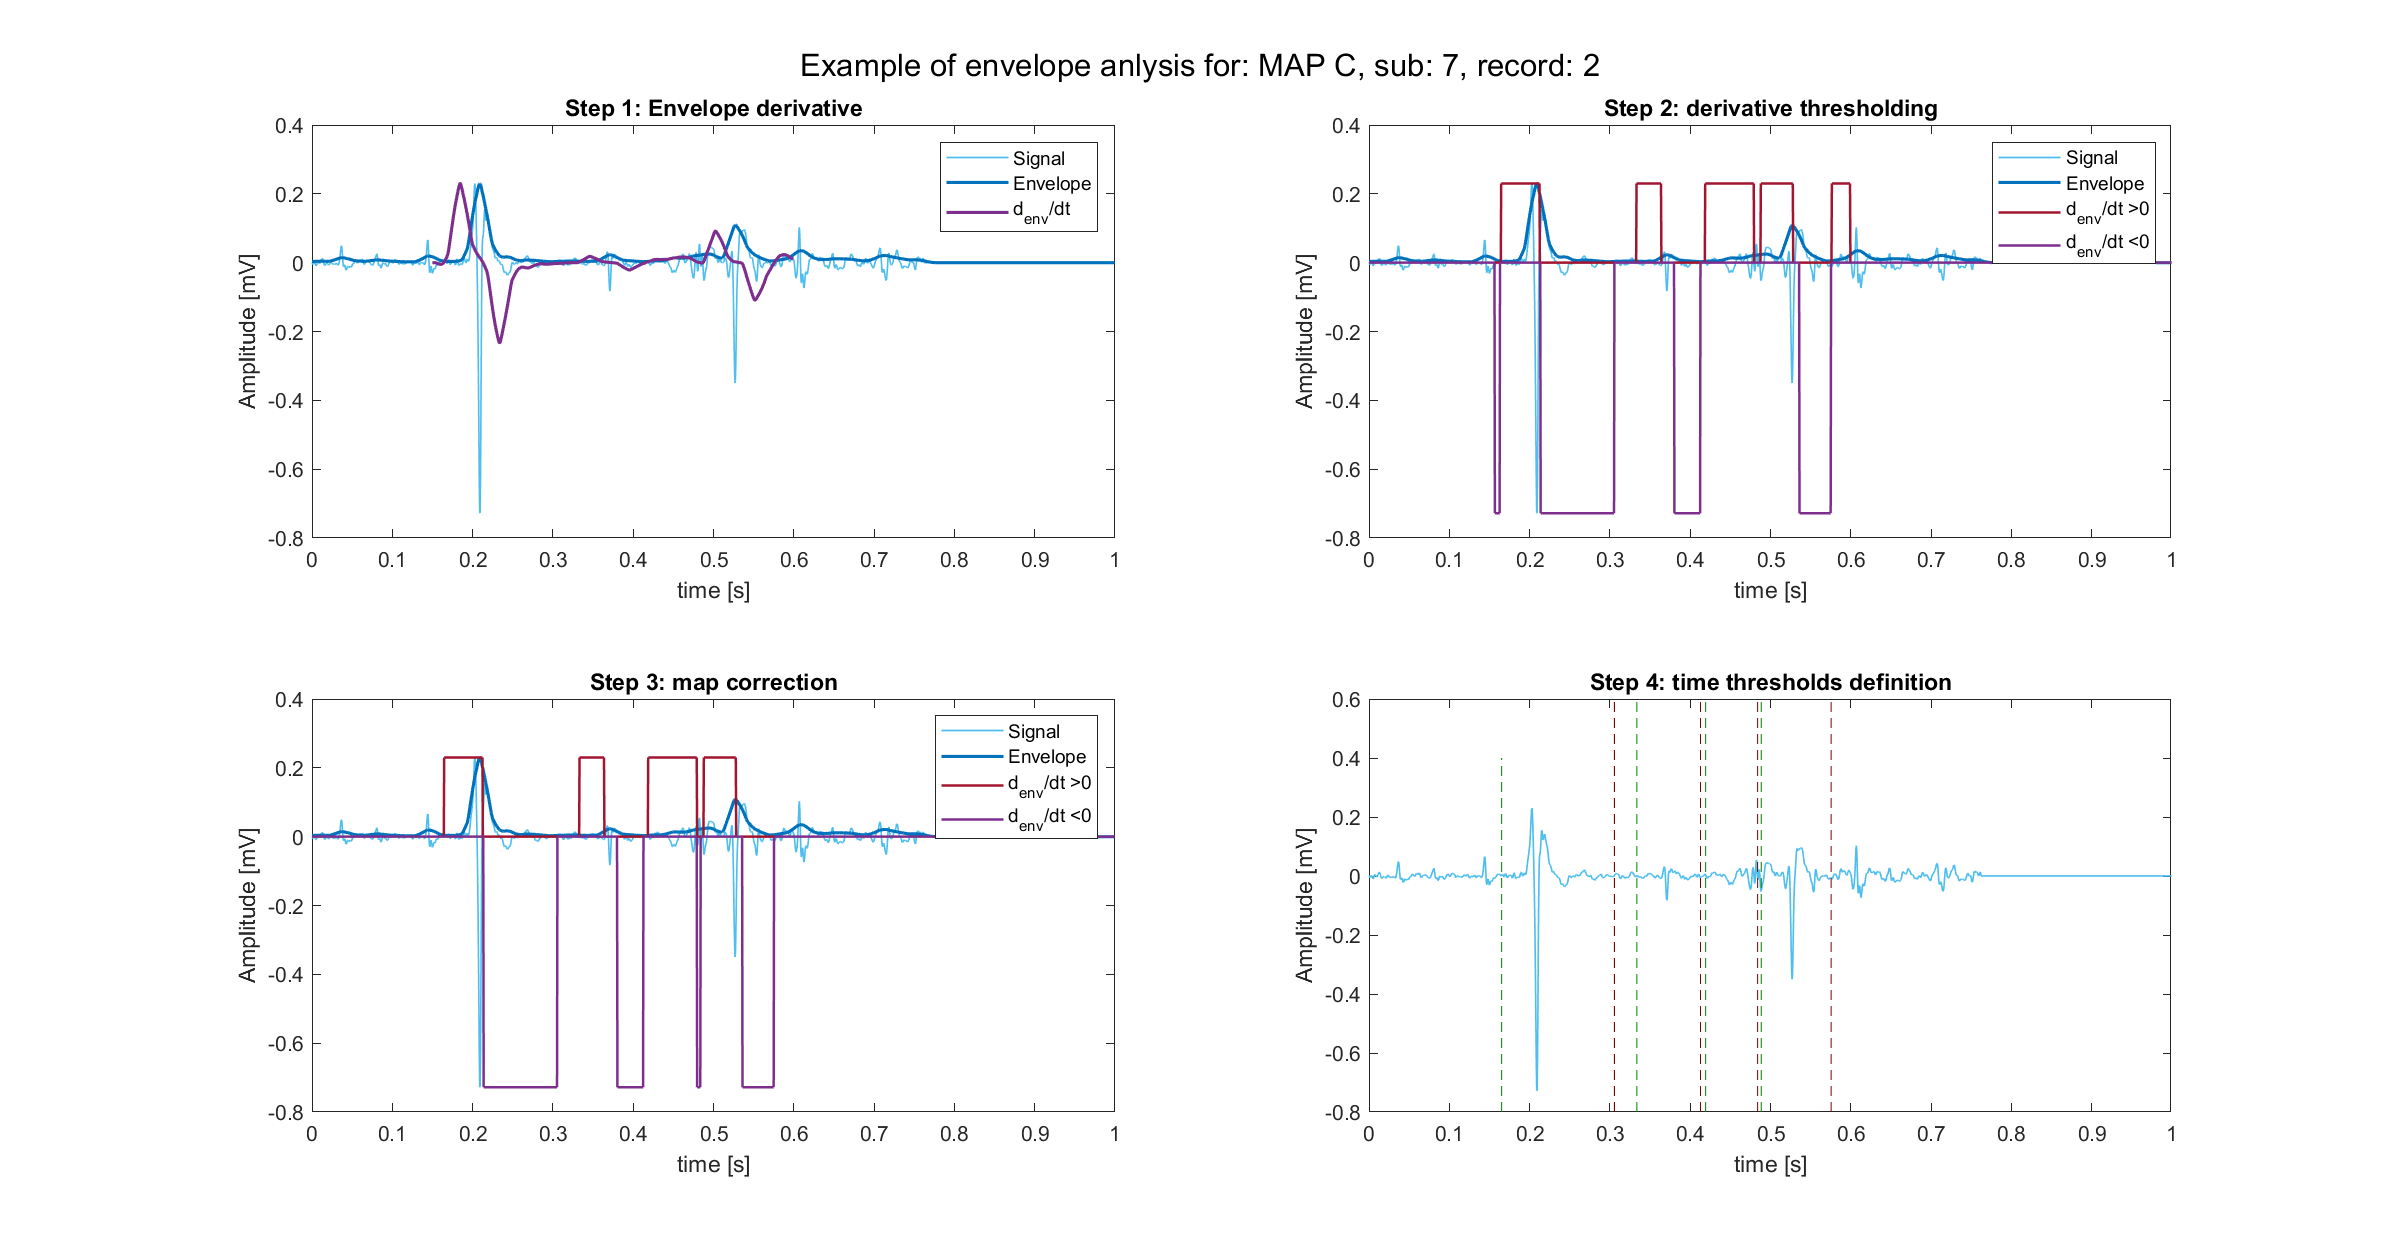 Example of envelope anlysis for: MAP C, sub: 7, record: 2
Step 1: Envelope derivative
0.4
0.2
0
-0.2
-0.4
-0.6
-0.8
Amplitude [mV]
0 0.1 0.2 0.3 0.4 0.5 0.6 0.7 0.8 0.9 1
time [s]
Signal
Envelope
d_env/dt
Step 2: derivative thresholding
0.4
0.2
0
-0.2
-0.4
-0.6
-0.8
Amplitude [mV]
0 0.1 0.2 0.3 0.4 0.5 0.6 0.7 0.8 0.9 1
time [s]
Signal
Envelope
d_env/dt >0
d_env/dt <0
Step 3: map correction
0.4
0.2
0
-0.2
-0.4
-0.6
-0.8
Amplitude [mV]
0 0.1 0.2 0.3 0.4 0.5 0.6 0.7 0.8 0.9 1
time [s]
Signal
Envelope
d_env/dt >0
d_env/dt <0
Step 4: time thresholds definition
0.6
0.4
0.2
0
-0.2
-0.4
-0.6
-0.8
Amplitude [mV]
0 0.1 0.2 0.3 0.4 0.5 0.6 0.7 0.8 0.9 1
time [s]